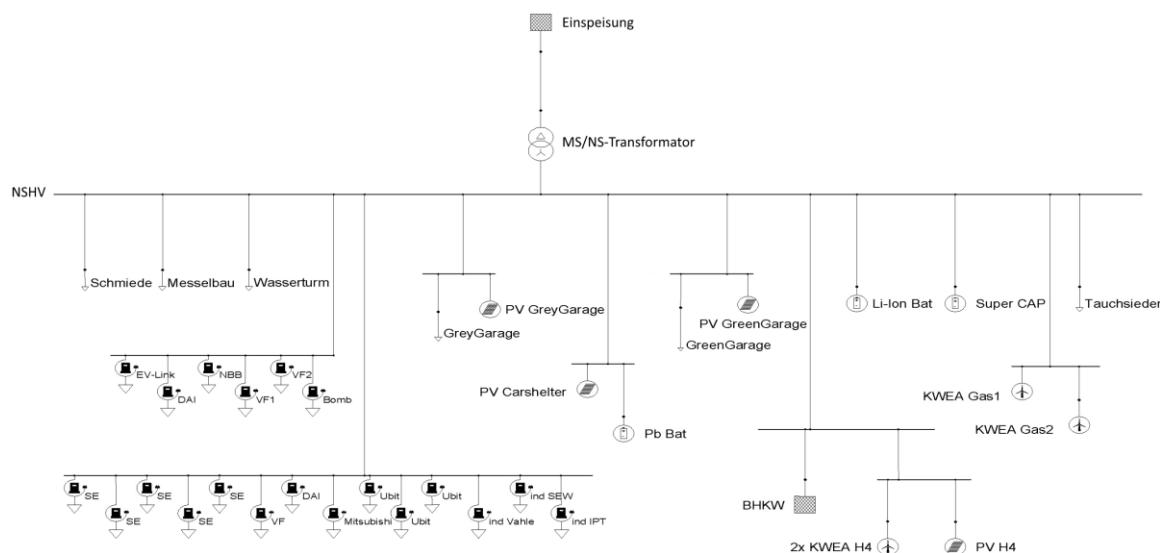 Einspeisung
MS/NS-Transformator
NSHV
Schmiede
Messelbau
Wasserturm
PV GreyGarage
GreyGarage
PV GreenGarage
GreenGarage
Li-Ion Bat
Super CAP
Tauchsieder
EV-Link
NBB
VF2
DAI
VF1
Bomb
PV Carshelter
Pb Bat
KWEA Gas1
KWEA Gas2
SE
SE
SE
DAI
Ubit
Ubit
ind SEW
SE
SE
VF
Mitsubishi
Ubit
ind Vahle
ind IPT
BHKW
2x KWEA H4
PV H4